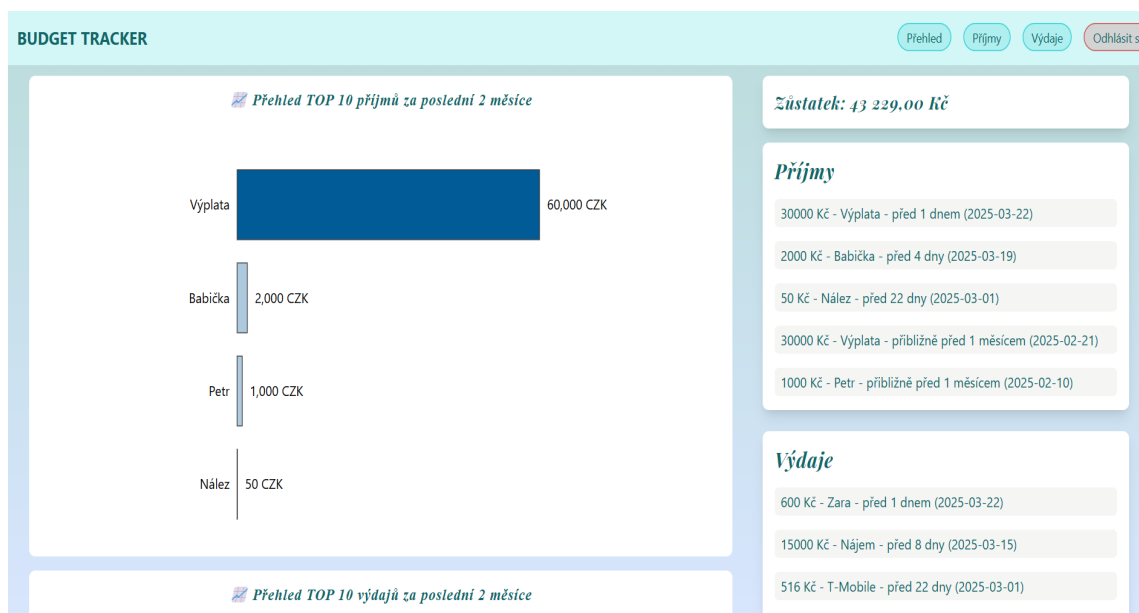 BUDGET TRACKER
Přehled
Příjmy
Výdaje
Odhlásit s
📈 Přehled TOP 10 příjmů za poslední 2 měsíce
Výplata
60,000 CZK
Babička
2,000 CZK
Petr
1,000 CZK
Nález
50 CZK
📈 Přehled TOP 10 výdajů za poslední 2 měsíce
Zůstatek: 43 229,00 Kč
Příjmy
30000 Kč - Výplata - před 1 dnem (2025-03-22)
2000 Kč - Babička - před 4 dny (2025-03-19)
50 Kč - Nález - před 22 dny (2025-03-01)
30000 Kč - Výplata - přibližně před 1 měsícem (2025-02-21)
1000 Kč - Petr - přibližně před 1 měsícem (2025-02-10)
Výdaje
600 Kč - Zara - před 1 dnem (2025-03-22)
15000 Kč - Nájem - před 8 dny (2025-03-15)
516 Kč - T-Mobile - před 22 dny (2025-03-01)